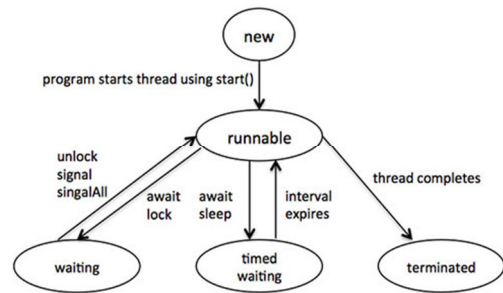 new
program starts thread using start()
runnable
unlock
signal
singalAll
await
lock
await
sleep
interval
expires
thread completes
waiting
timed
waiting
terminated